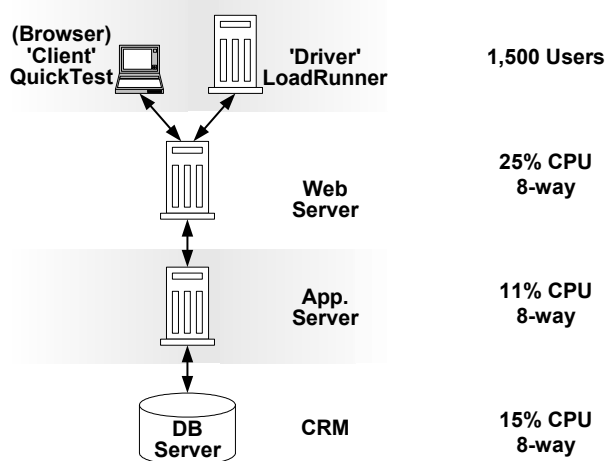 (Browser)
'Client'
QuickTest
'Driver'
LoadRunner
1,500 Users
Web
Server
25% CPU
8-way
App.
Server
11% CPU
8-way
DB
Server
CRM
15% CPU
8-way